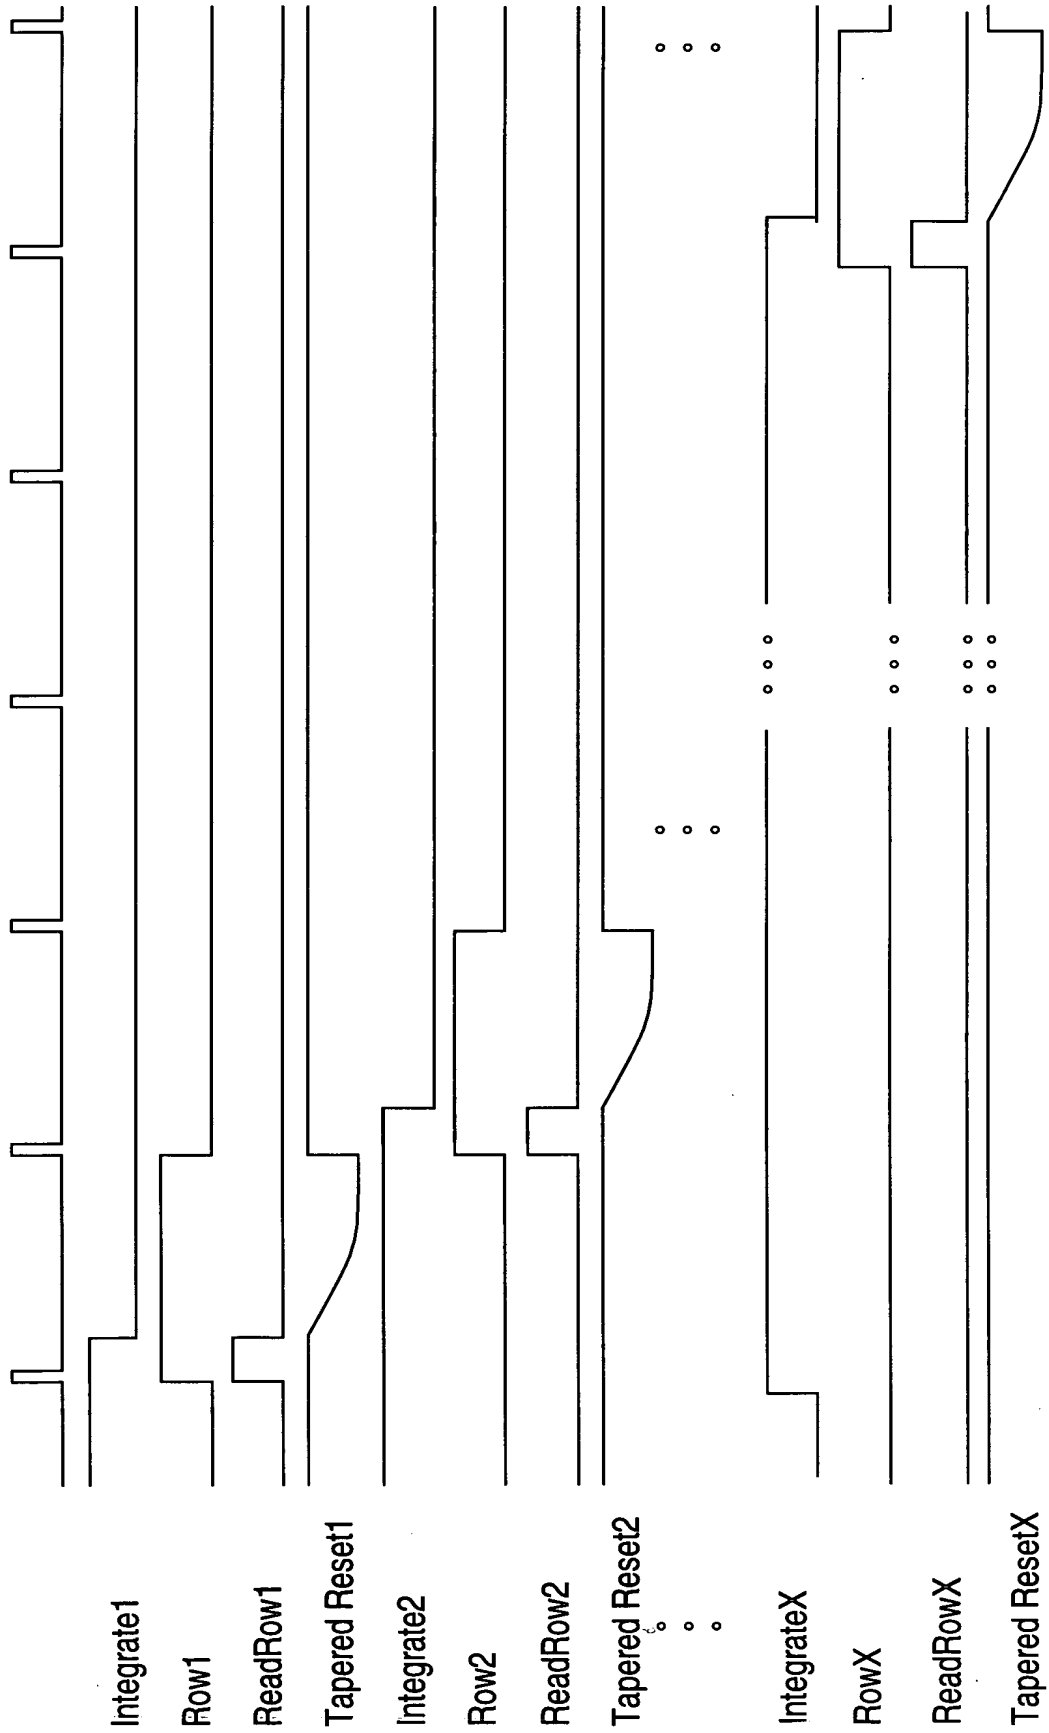 Integrate1
Row1
ReadRow1
Tapered Reset1
Integrate2
Row2
ReadRow2
Tapered Reset2
IntegrateX
RowX
ReadRowX
Tapered ResetX